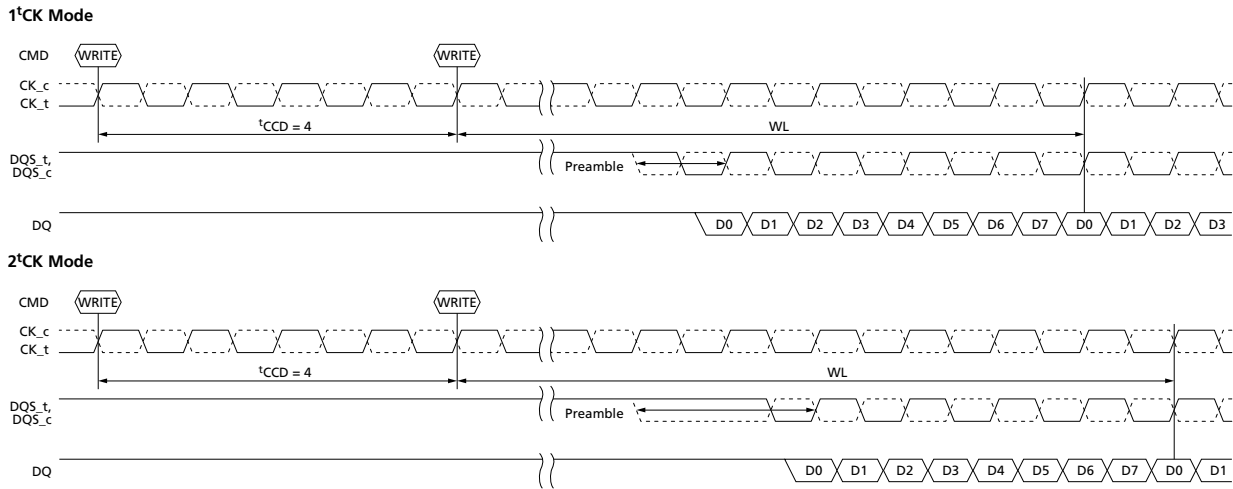 1tCK Mode
CMD WRITE WRITE
CK_c
CK_t
tCCD = 4 WL
DQS_t,
DQS_c Preamble
DQ D0 D1 D2 D3 D4 D5 D6 D7 D0 D1 D2 D3
2tCK Mode
CMD WRITE WRITE
CK_c
CK_t
tCCD = 4 WL
DQS_t,
DQS_c Preamble
DQ D0 D1 D2 D3 D4 D5 D6 D7 D0 D1